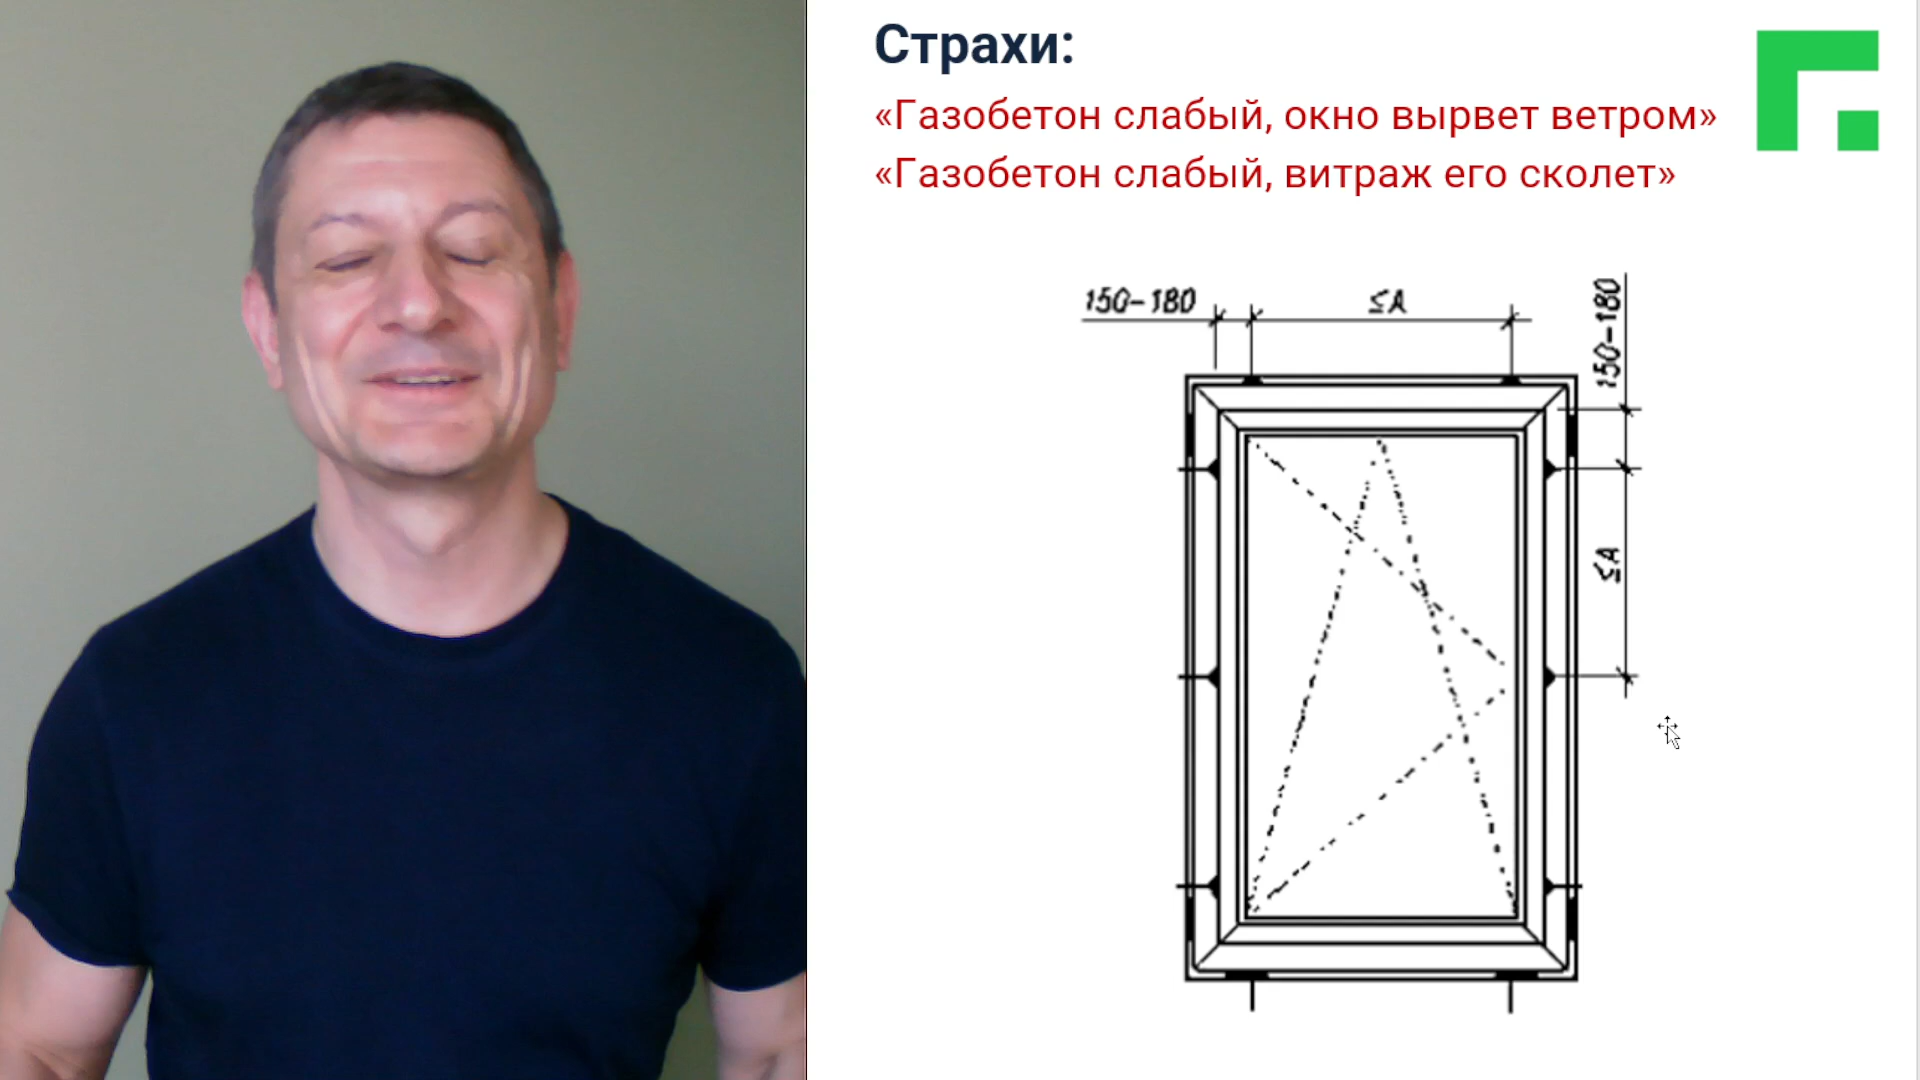 Страхи:
«Газобетон слабый, окно вырвет ветром»
«Газобетон слабый, витраж его сколет»
150-180
≤А
150-180
≤А